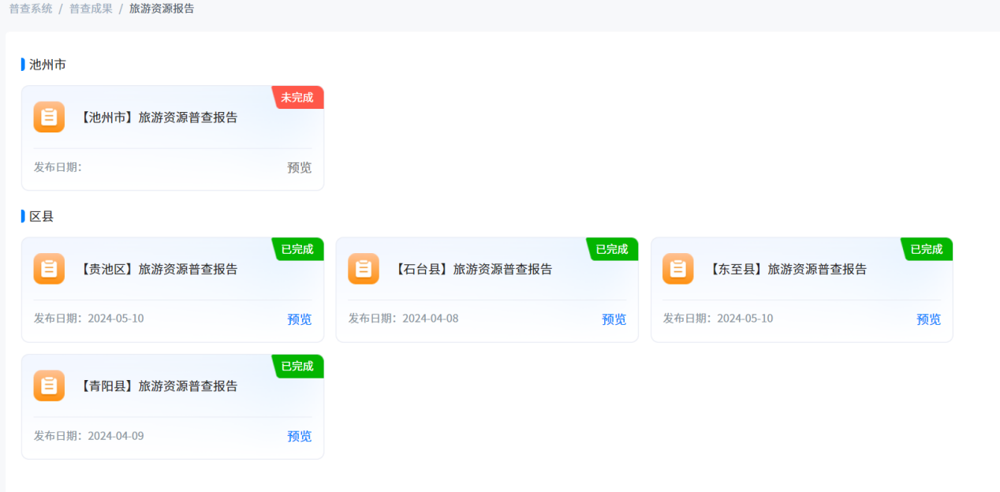 普查系统 / 普查成果 / 旅游资源报告
池州市
未完成
【池州市】旅游资源普查报告
发布日期： 预览
区县
已完成 已完成 已完成
【贵池区】旅游资源普查报告 【石台县】旅游资源普查报告 【东至县】旅游资源普查报告
发布日期：2024-05-10 预览 发布日期：2024-04-08 预览 发布日期：2024-05-10 预览
已完成
【青阳县】旅游资源普查报告
发布日期：2024-04-09 预览